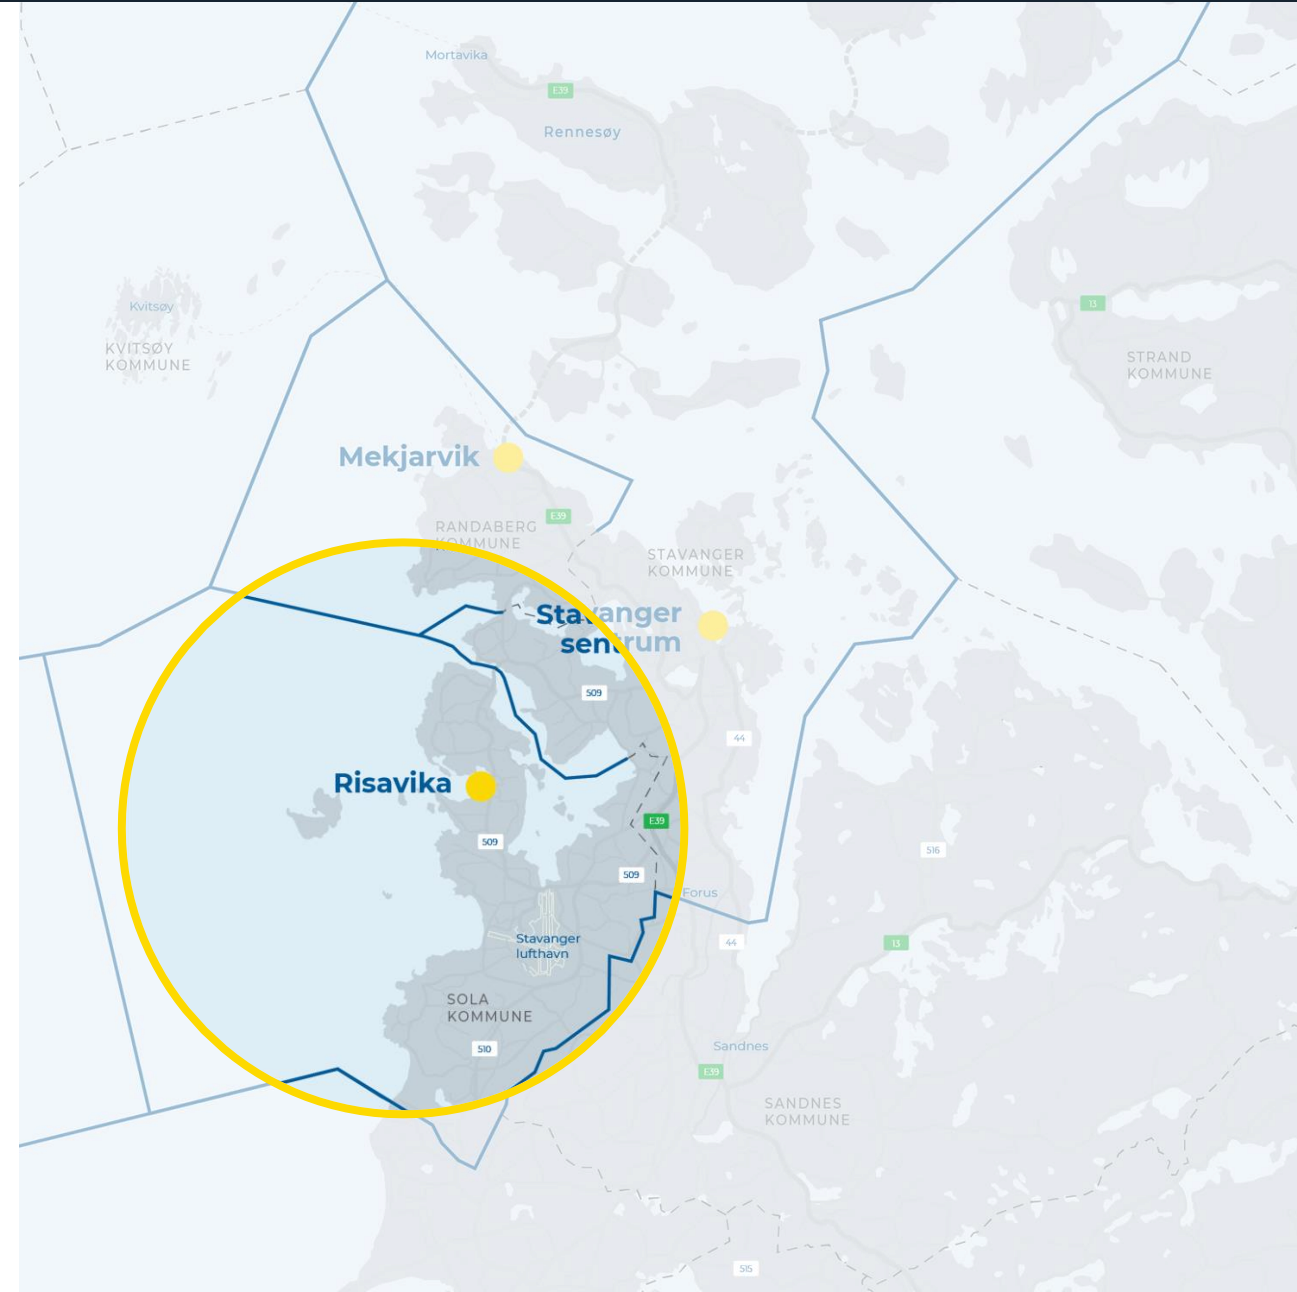 Mortavika
E39
Rennesøy
Kvitsøy
13
KVITSØY
KOMMUNE
STRAND
KOMMUNE
Mekjarvik
E39
RANDABERG
KOMMUNE
STAVANGER
KOMMUNE
Stavanger
sentrum
509
44
Risavika
E39
509
516
509
Forus
Stavanger
lufthavn
44
13
SOLA
KOMMUNE
510
Sandnes
E39
SANDNES
KOMMUNE
515